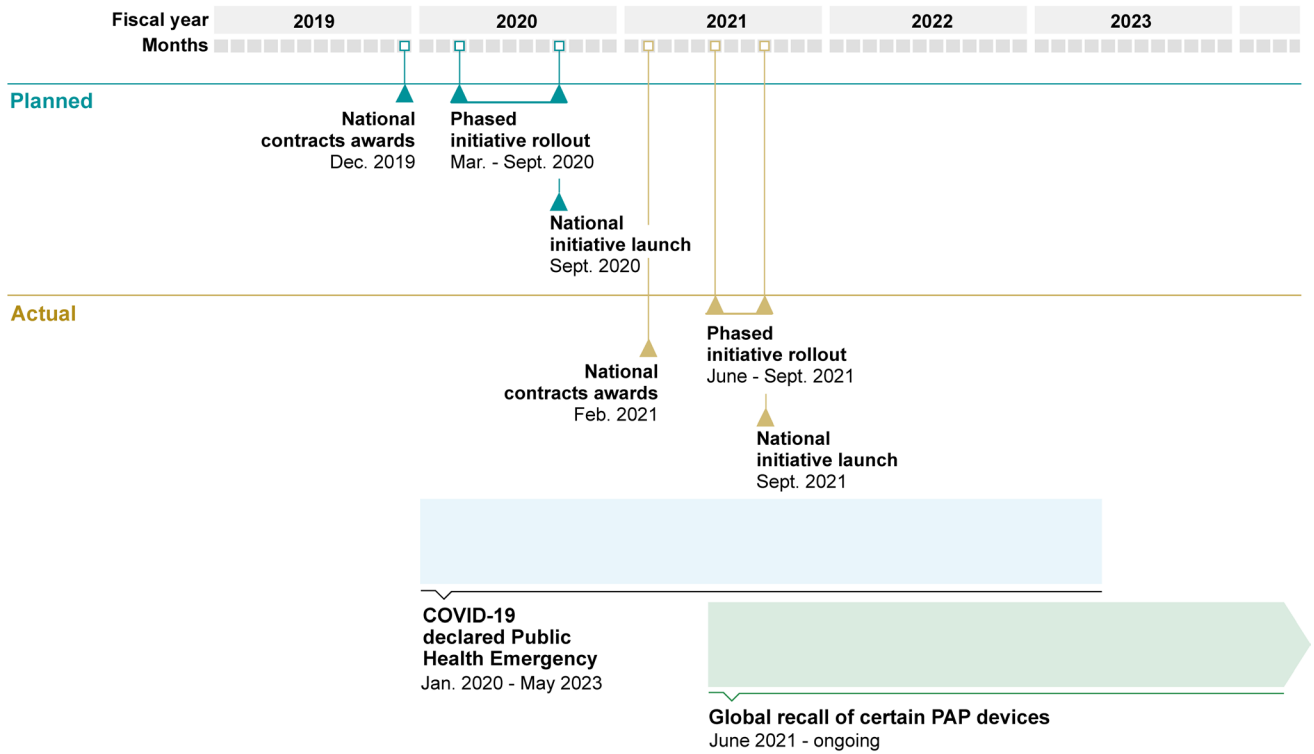 Fiscal year 2019 2020 2021 2022 2023
Months
Planned
National
contracts awards
Dec. 2019
Phased
initiative rollout
Mar. - Sept. 2020
National
initiative launch
Sept. 2020
Actual
Phased
initiative rollout
June - Sept. 2021
National
contracts awards
Feb. 2021
National
initiative launch
Sept. 2021
COVID-19
declared Public
Health Emergency
Jan. 2020 - May 2023
Global recall of certain PAP devices
June 2021 - ongoing